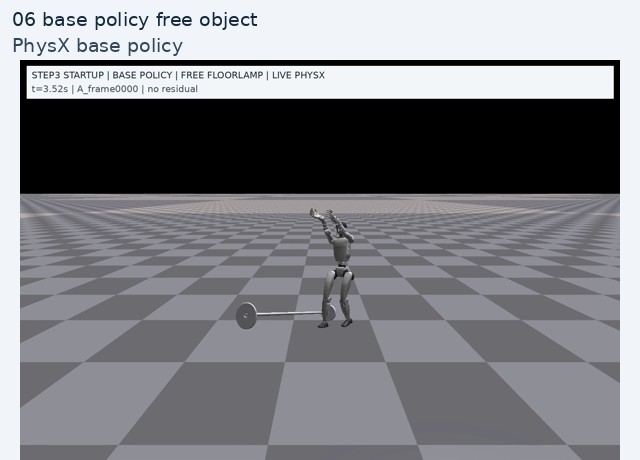 06 base policy free object
PhysX base policy
STEP3 STARTUP | BASE POLICY | FREE FLOORLAMP | LIVE PHYSX
t=3.52s | A_frame0000 | no residual